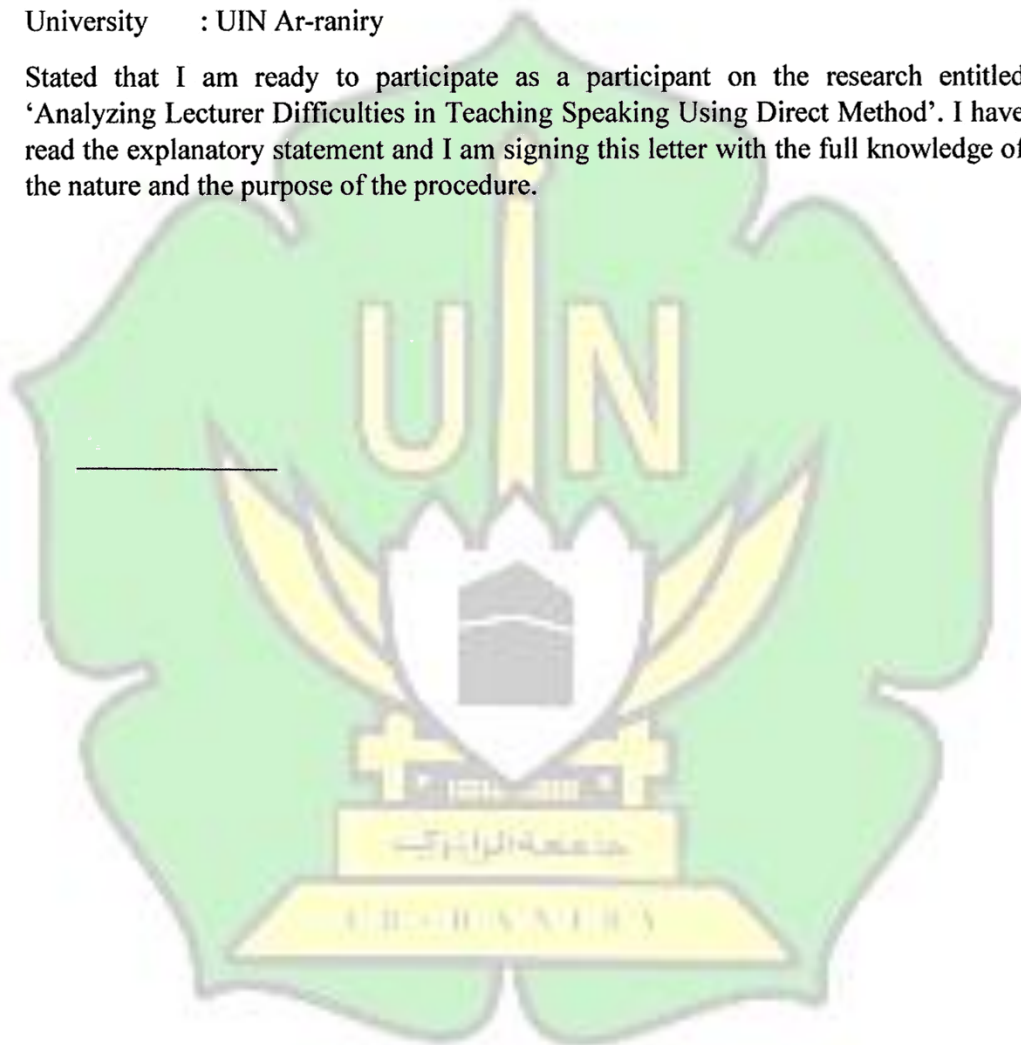 University : UIN Ar-raniry
Stated that I am ready to participate as a participant on the research entitled
‘Analyzing Lecturer Difficulties in Teaching Speaking Using Direct Method’. I have
read the explanatory statement and I am signing this letter with the full knowledge of
the nature and the purpose of the procedure.
UIN